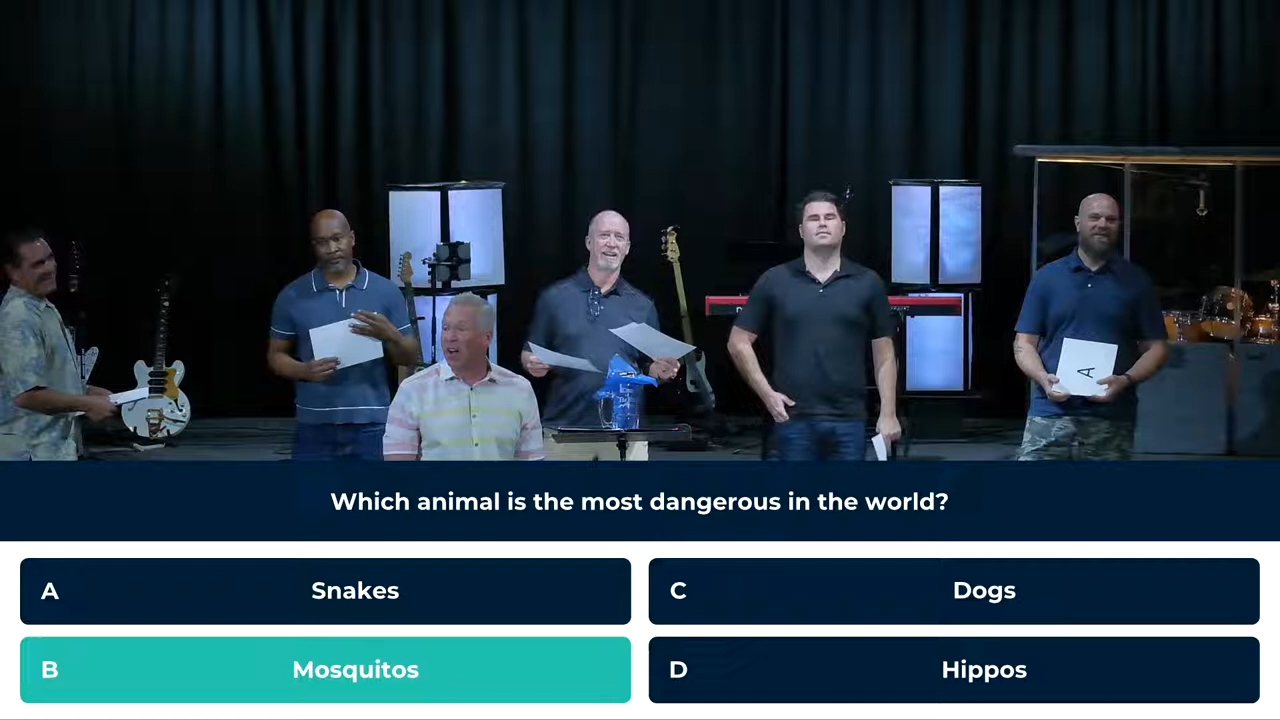 A
Which animal is the most dangerous in the world?
A Snakes
C Dogs
B Mosquitos
D Hippos